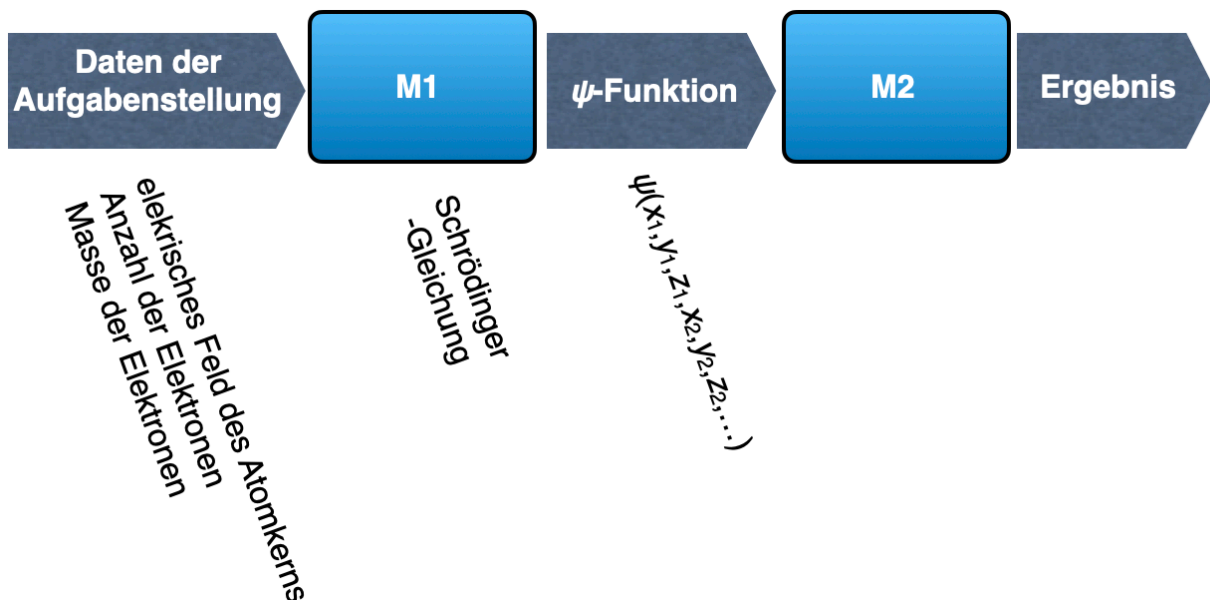 Daten der
Aufgabenstellung
M1
ψ-Funktion
M2
Ergebnis
elekrisches Feld des Atomkerns
Anzahl der Elektronen
Masse der Elektronen
Schrödinger
-Gleichung
ψ(x₁,y₁,z₁,x₂,y₂,z₂,…)